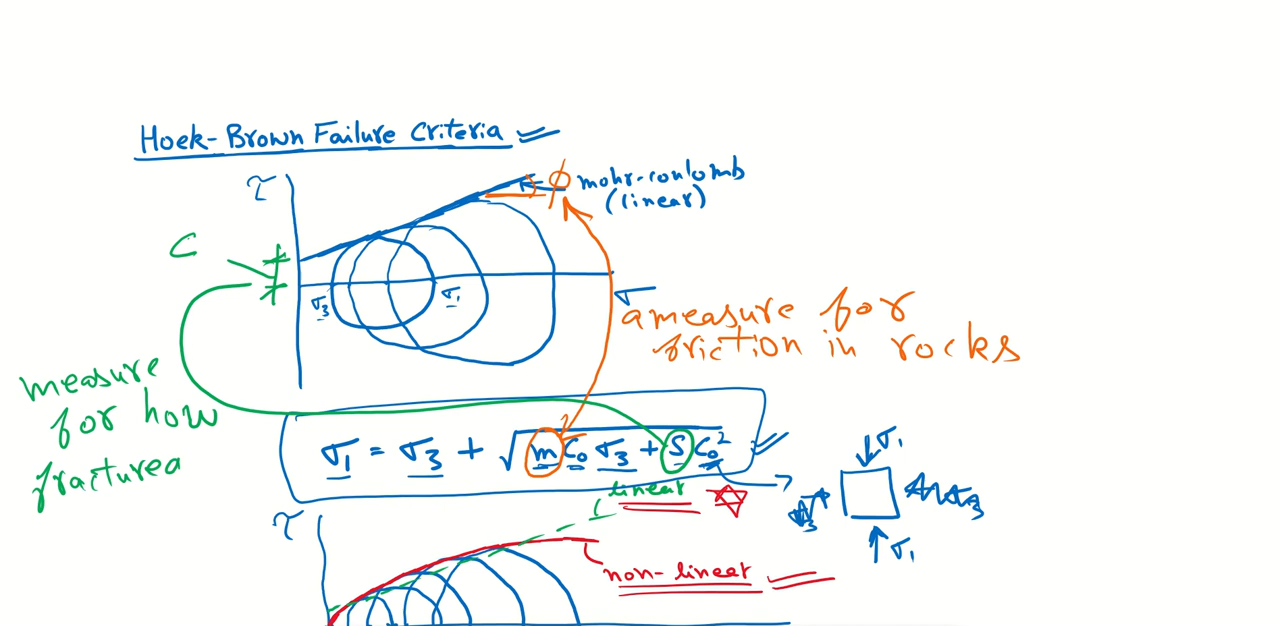 Hoek-Brown Failure Criteria
τ
ϕ mohr-coulomb
(linear)
C
σ3 σ1
σ
a measure for
friction in rocks
measure
for how
fractured
σ1 = σ3 + √m C0 σ3 + S C0²
σ1
σ3
σ1
linear
τ
non-linear